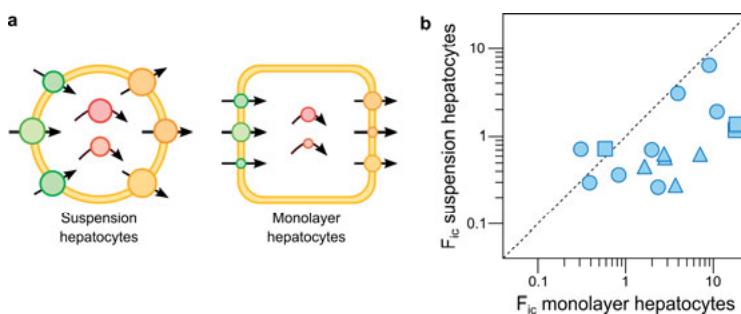 a
Suspension
hepatocytes
Monolayer
hepatocytes
b
F_ic suspension hepatocytes
10
1
0.1
0.1
1
10
F_ic monolayer hepatocytes